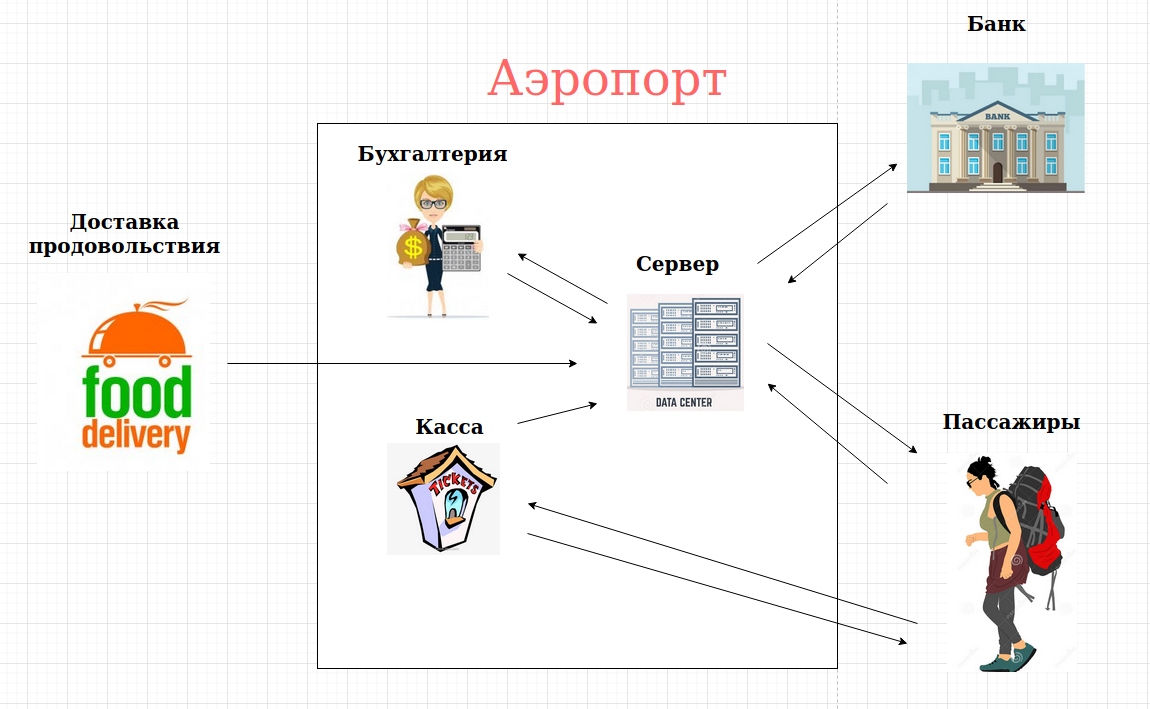 Банк
BANK
Аэропорт
Бухгалтерия
$
Доставка
продовольствия
Сервер
DATA CENTER
food
delivery
Касса
TICKETS
Пассажиры